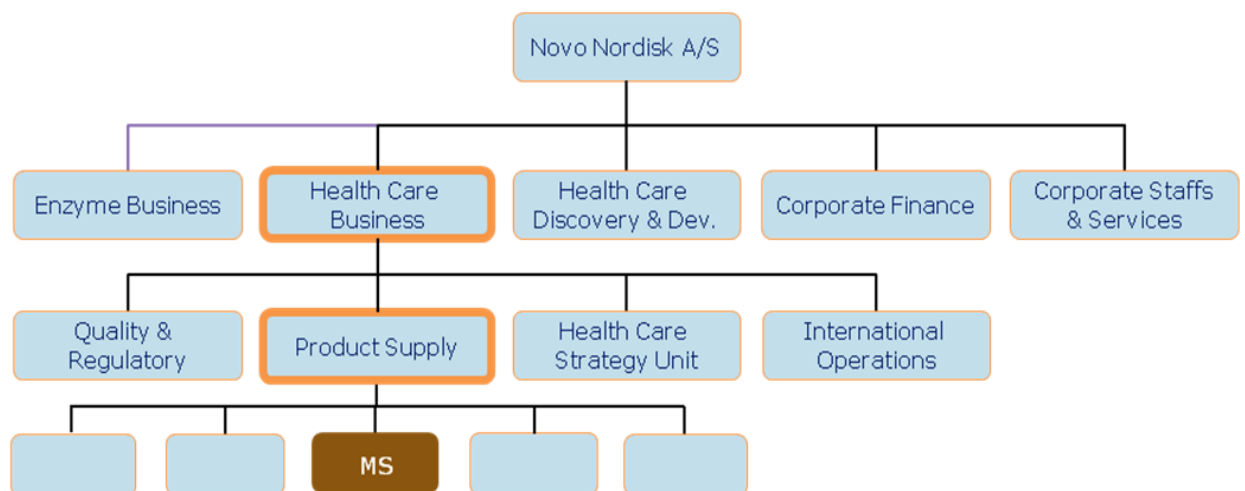 Novo Nordisk A/S
Enzyme Business
Health Care
Business
Health Care
Discovery & Dev.
Corporate Finance
Corporate Staffs
& Services
Quality &
Regulatory
Product Supply
Health Care
Strategy Unit
International
Operations
MS